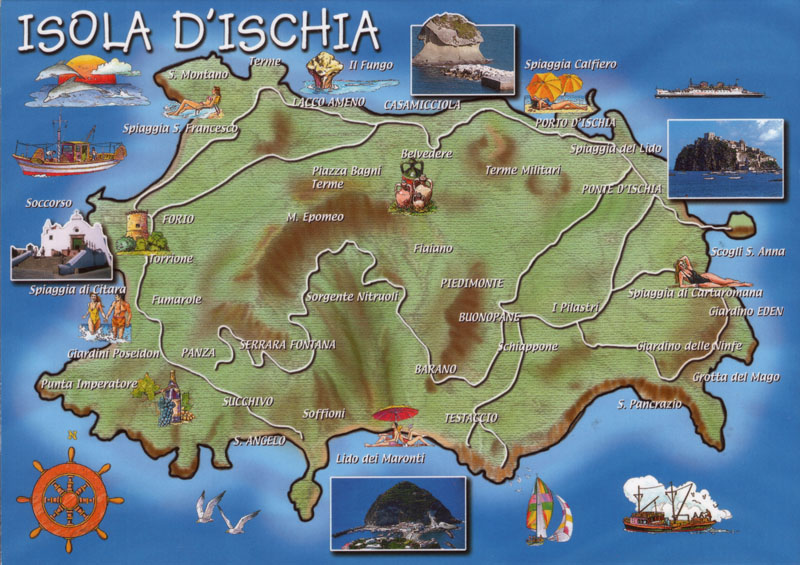 ISOLA D'ISCHIA
Terme
S. Montano
Il Fungo
Spiaggia Calfiero
LACCO AMENO
CASAMICCIOLA
PORTO D'ISCHIA
Spiaggia S. Francesco
Belvedere
Spiaggia del Lido
Piazza Bagni
Terme
Terme Militari
PONTE D'ISCHIA
Soccorso
FORIO
M. Epomeo
Fiaiano
Scogli S. Anna
Torrione
Spiaggia di Citara
Fumarole
Sorgente Nitruoli
PIEDIMONTE
Spiaggia di Cartaromana
BUONOPANE
I Pilastri
Giardino EDEN
Giardini Poseidon
PANZA
SERRARA FONTANA
Schiappone
Giardino delle Ninfe
Punta Imperatore
BARANO
Grotta del Mago
SUCCHIVO
Soffioni
TESTACCIO
S. Pancrazio
S. ANGELO
Lido dei Maronti
N